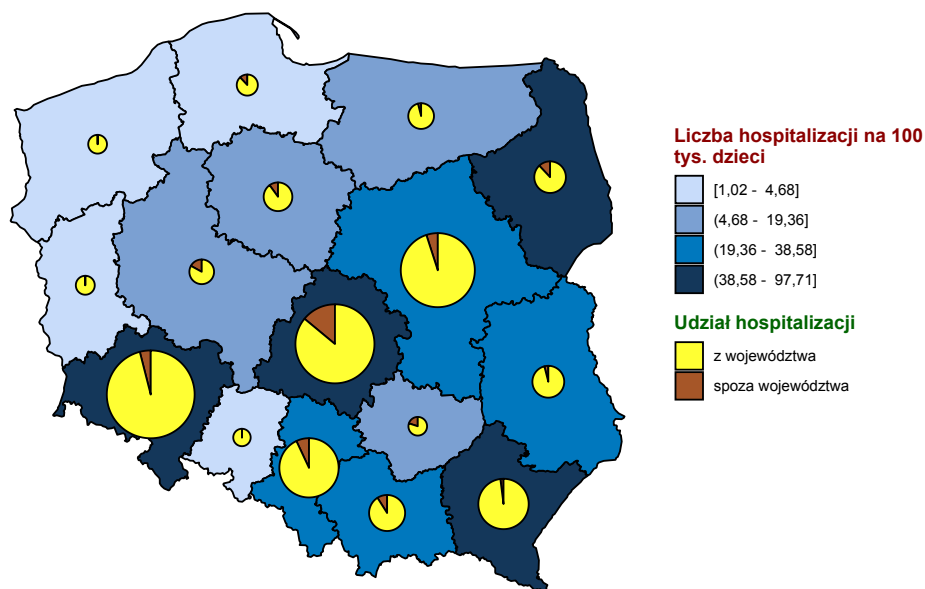 Liczba hospitalizacji na 100
tys. dzieci
[1,02 - 4,68]
(4,68 - 19,36]
(19,36 - 38,58]
(38,58 - 97,71]
Udział hospitalizacji
z województwa
spoza województwa